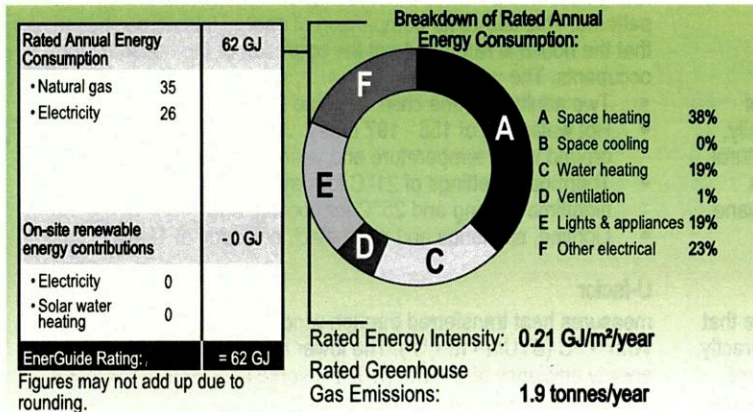 Rated Annual Energy
Consumption
62 GJ
• Natural gas 35
• Electricity 26
On-site renewable
energy contributions
- 0 GJ
• Electricity 0
• Solar water
heating 0
EnerGuide Rating: = 62 GJ
Figures may not add up due to
rounding.
Breakdown of Rated Annual
Energy Consumption:
F
A
E
D
C
A Space heating 38%
B Space cooling 0%
C Water heating 19%
D Ventilation 1%
E Lights & appliances 19%
F Other electrical 23%
Rated Energy Intensity: 0.21 GJ/m²/year
Rated Greenhouse
Gas Emissions: 1.9 tonnes/year